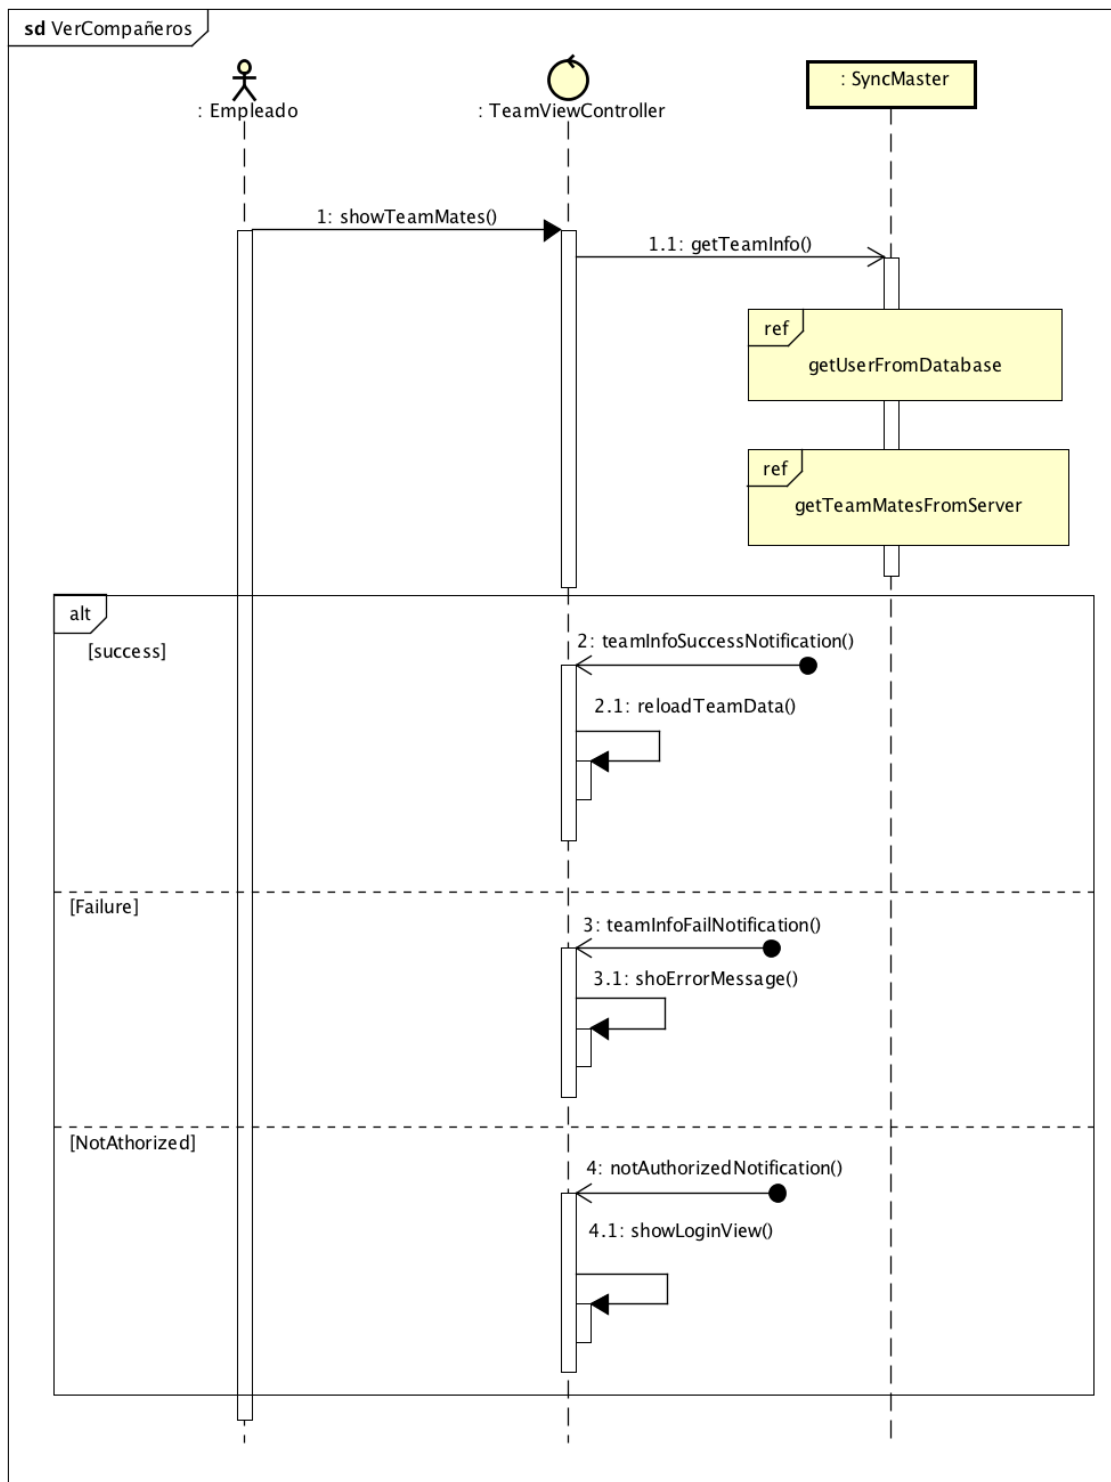 sd VerCompañeros
: Empleado
: TeamViewController
: SyncMaster
1: showTeamMates()
1.1: getTeamInfo()
ref
getUserFromDatabase
ref
getTeamMatesFromServer
alt
[success]
2: teamInfoSuccessNotification()
2.1: reloadTeamData()
[Failure]
3: teamInfoFailNotification()
3.1: shoErrorMessage()
[NotAthorized]
4: notAuthorizedNotification()
4.1: showLoginView()